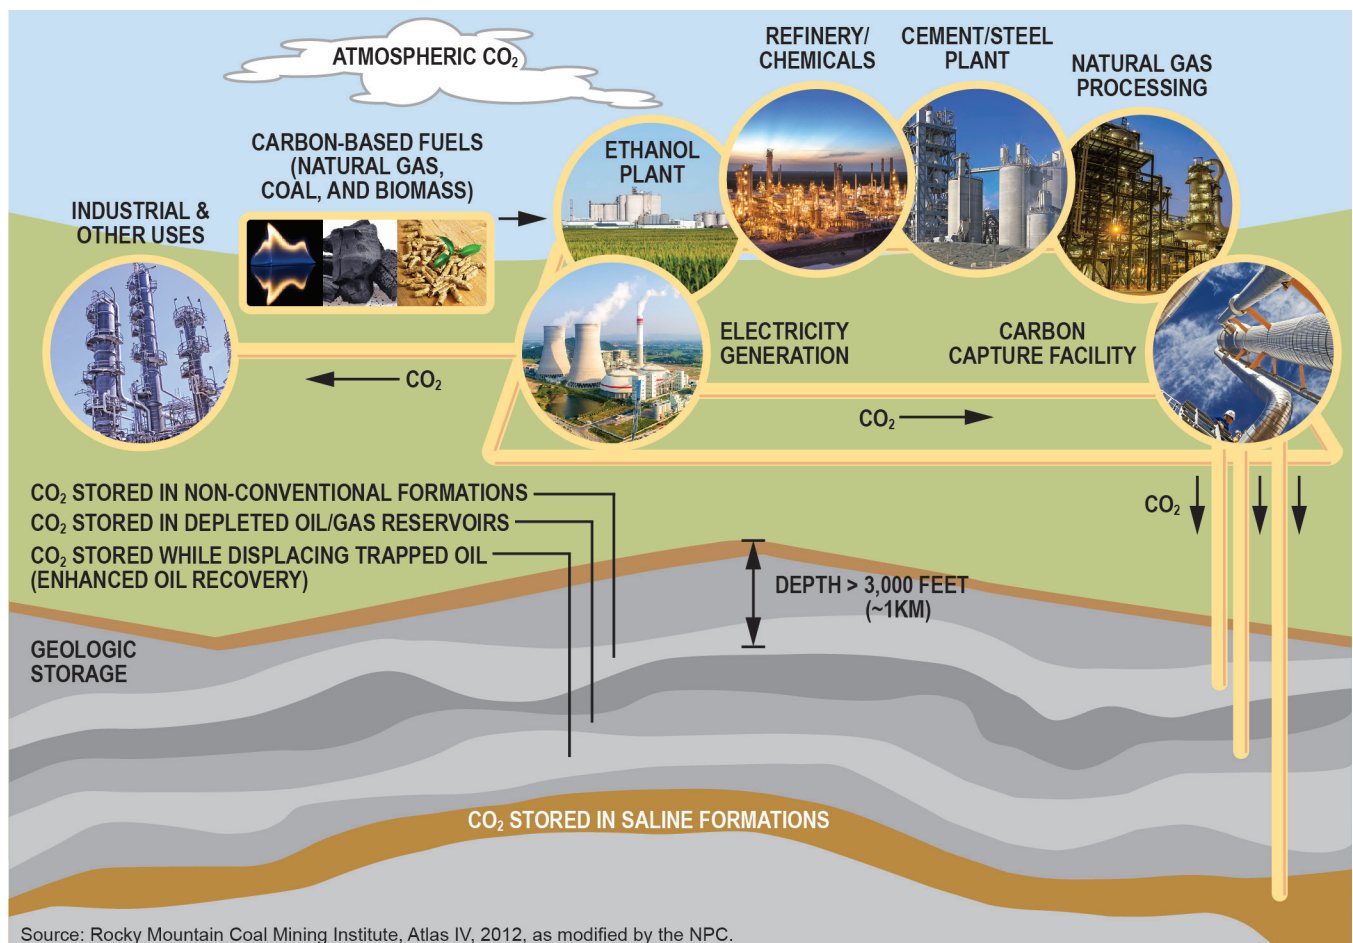 ATMOSPHERIC CO₂
REFINERY/
CHEMICALS
CEMENT/STEEL
PLANT
NATURAL GAS
PROCESSING
CARBON-BASED FUELS
(NATURAL GAS,
COAL, AND BIOMASS)
ETHANOL
PLANT
INDUSTRIAL &
OTHER USES
ELECTRICITY
GENERATION
CARBON
CAPTURE FACILITY
CO₂
CO₂
CO₂ STORED IN NON-CONVENTIONAL FORMATIONS
CO₂ STORED IN DEPLETED OIL/GAS RESERVOIRS
CO₂ STORED WHILE DISPLACING TRAPPED OIL
(ENHANCED OIL RECOVERY)
CO₂
DEPTH > 3,000 FEET
(~1KM)
GEOLOGIC
STORAGE
CO₂ STORED IN SALINE FORMATIONS
Source: Rocky Mountain Coal Mining Institute, Atlas IV, 2012, as modified by the NPC.